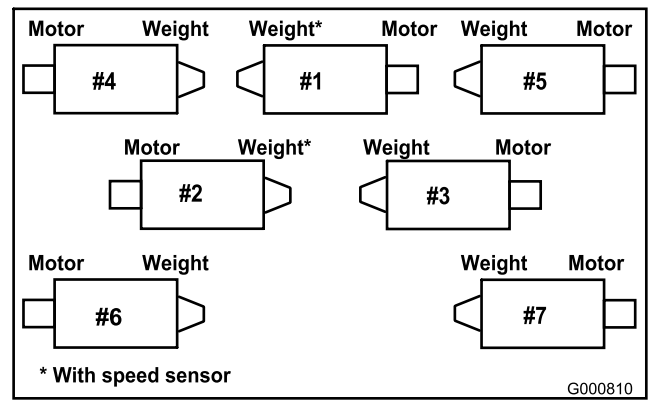 Motor Weight Weight* Motor Weight Motor
#4 #1 #5
Motor Weight* Weight Motor
#2 #3
Motor Weight Weight Motor
#6 #7
* With speed sensor
G000810